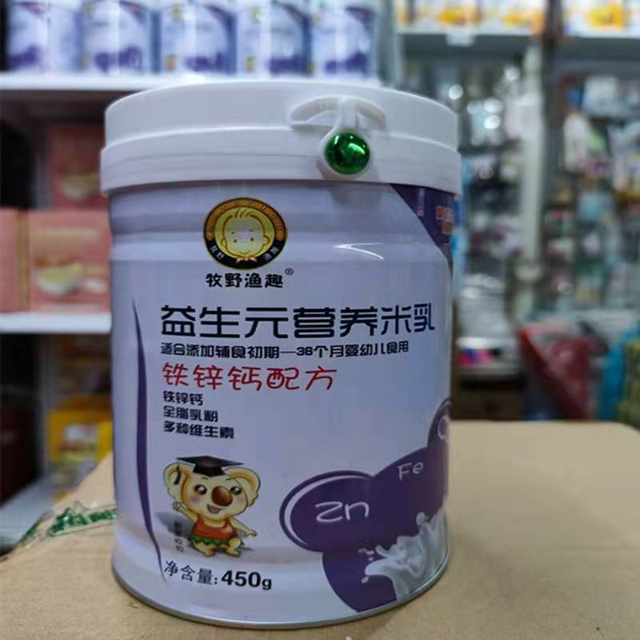 牧野渔趣®
益生元营养米乳
适合添加辅食初期—36个月婴幼儿食用
铁锌钙配方
铁锌钙
全脂乳粉
多种维生素
Zn
Fe
净含量:450g